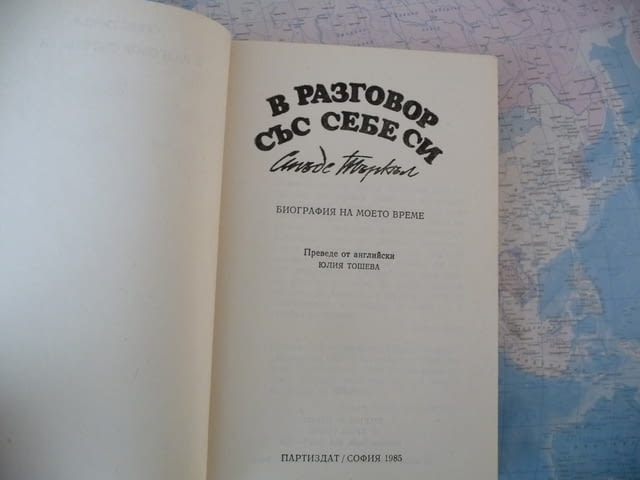 В РАЗГОВОР
СЪС СЕБЕ СИ
Стъдс Търкъл
БИОГРАФИЯ НА МОЕТО ВРЕМЕ
Преведе от английски
ЮЛИЯ ТОШЕВА
ПАРТИЗДАТ / СОФИЯ 1985